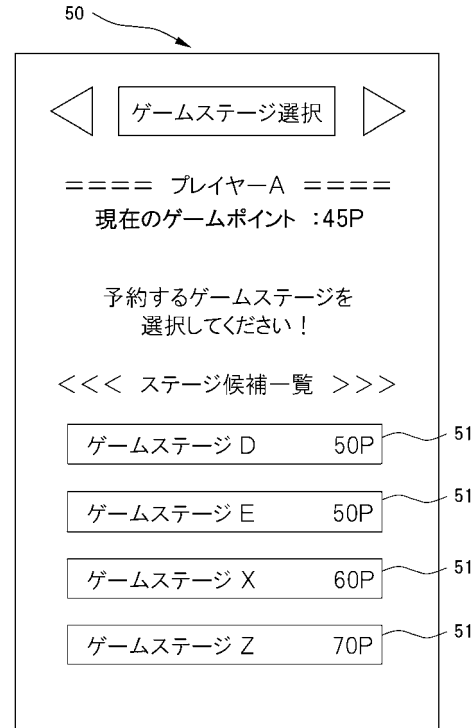 50
ゲームステージ選択
==== プレイヤーA ====
現在のゲームポイント :45P
予約するゲームステージを
選択してください！
<<< ステージ候補一覧 >>>
ゲームステージ D 50P 51
ゲームステージ E 50P 51
ゲームステージ X 60P 51
ゲームステージ Z 70P 51